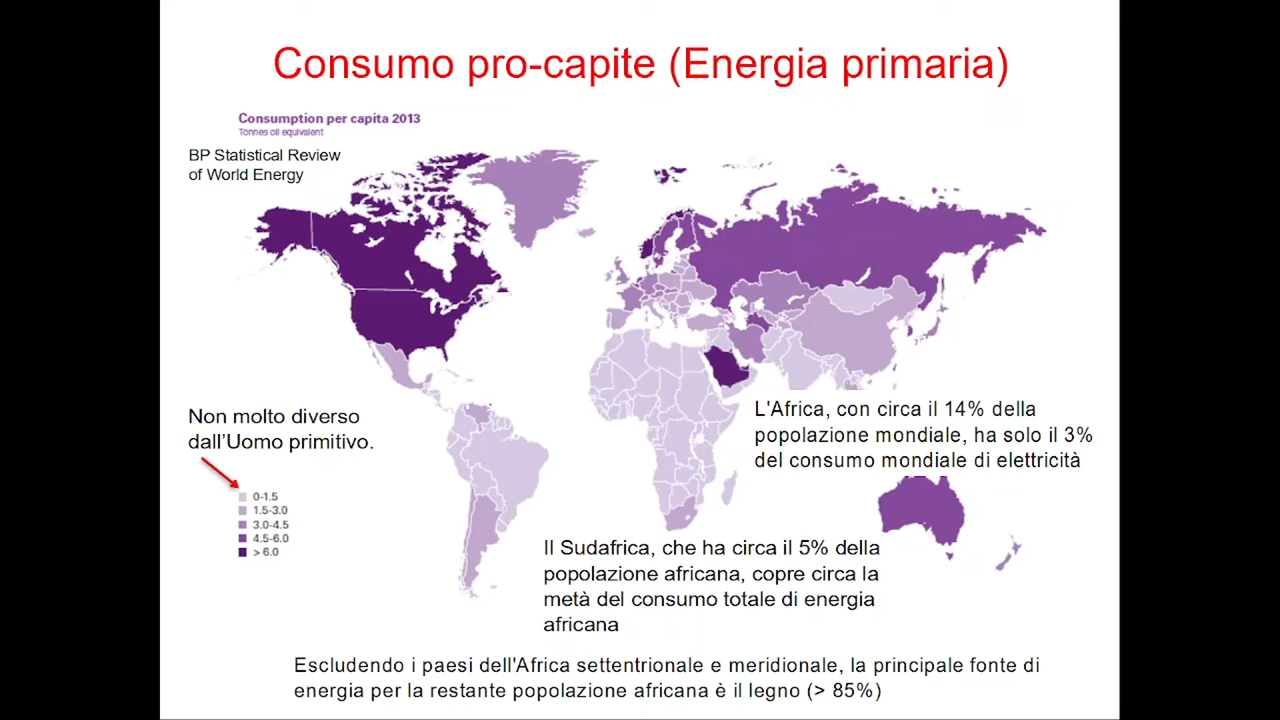 Consumo pro-capite (Energia primaria)
Consumption per capita 2013
Tonnes oil equivalent
BP Statistical Review
of World Energy
Non molto diverso
dall'Uomo primitivo.
0-1.5
1.5-3.0
3.0-4.5
4.5-6.0
> 6.0
L'Africa, con circa il 14% della
popolazione mondiale, ha solo il 3%
del consumo mondiale di elettricità
Il Sudafrica, che ha circa il 5% della
popolazione africana, copre circa la
metà del consumo totale di energia
africana
Escludendo i paesi dell'Africa settentrionale e meridionale, la principale fonte di
energia per la restante popolazione africana è il legno (> 85%)